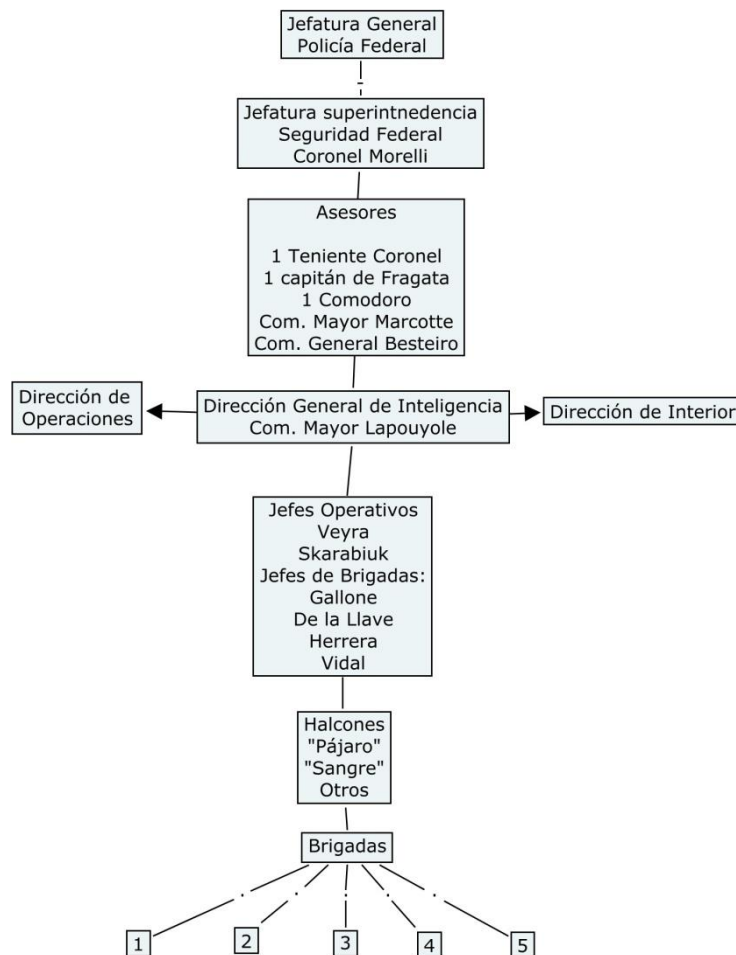 Jefatura General
Policía Federal
Jefatura superintnedencia
Seguridad Federal
Coronel Morelli
Asesores
1 Teniente Coronel
1 capitán de Fragata
1 Comodoro
Com. Mayor Marcotte
Com. General Besteiro
Dirección de
Operaciones
Dirección General de Inteligencia
Com. Mayor Lapouyole
Dirección de Interior
Jefes Operativos
Veyra
Skarabiuk
Jefes de Brigadas:
Gallone
De la Llave
Herrera
Vidal
Halcones
"Pájaro"
"Sangre"
Otros
Brigadas
1
2
3
4
5